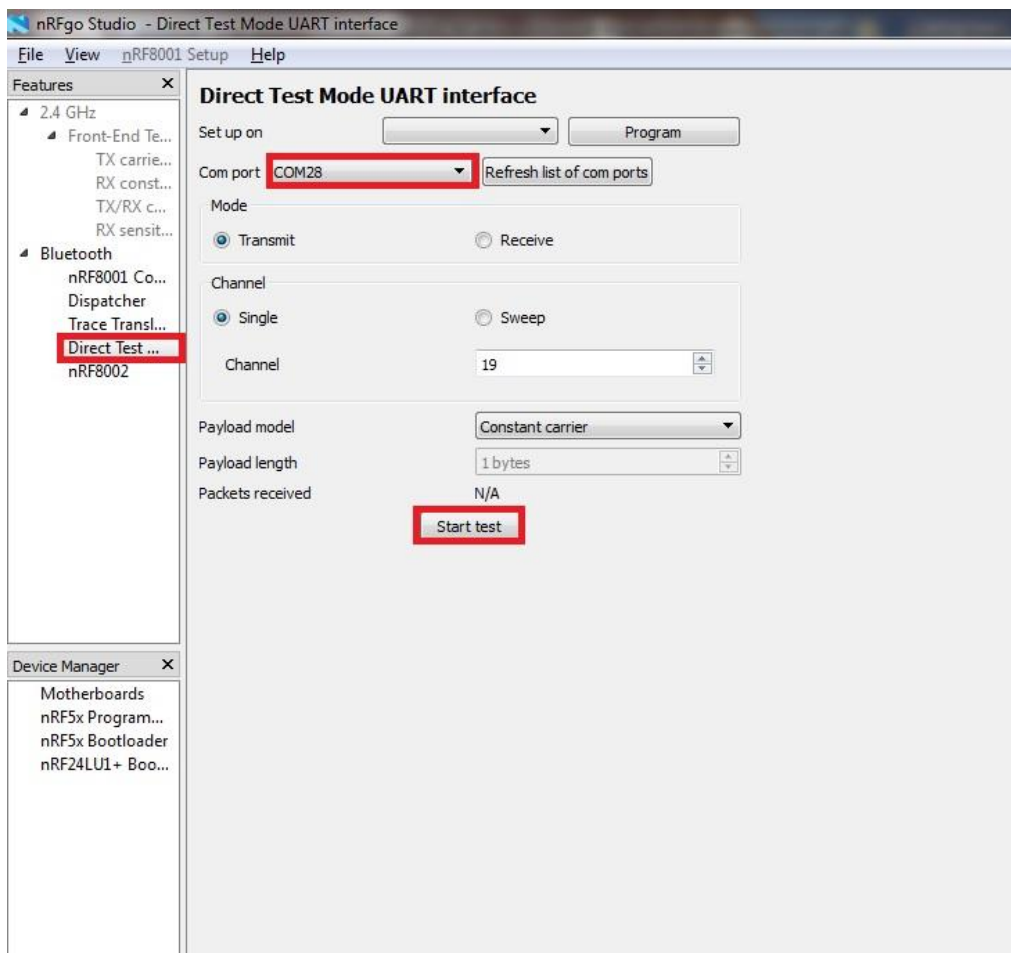 nRFgo Studio - Direct Test Mode UART interface
File View nRF8001 Setup Help
Features
2.4 GHz
Front-End Te...
TX carrie...
RX const...
TX/RX c...
RX sensit...
Bluetooth
nRF8001 Co...
Dispatcher
Trace Transl...
Direct Test ...
nRF8002
Device Manager
Motherboards
nRF5x Program...
nRF5x Bootloader
nRF24LU1+ Boo...
Direct Test Mode UART interface
Set up on Program
Com port COM28 Refresh list of com ports
Mode
Transmit Receive
Channel
Single Sweep
Channel 19
Payload model Constant carrier
Payload length 1 bytes
Packets received N/A
Start test